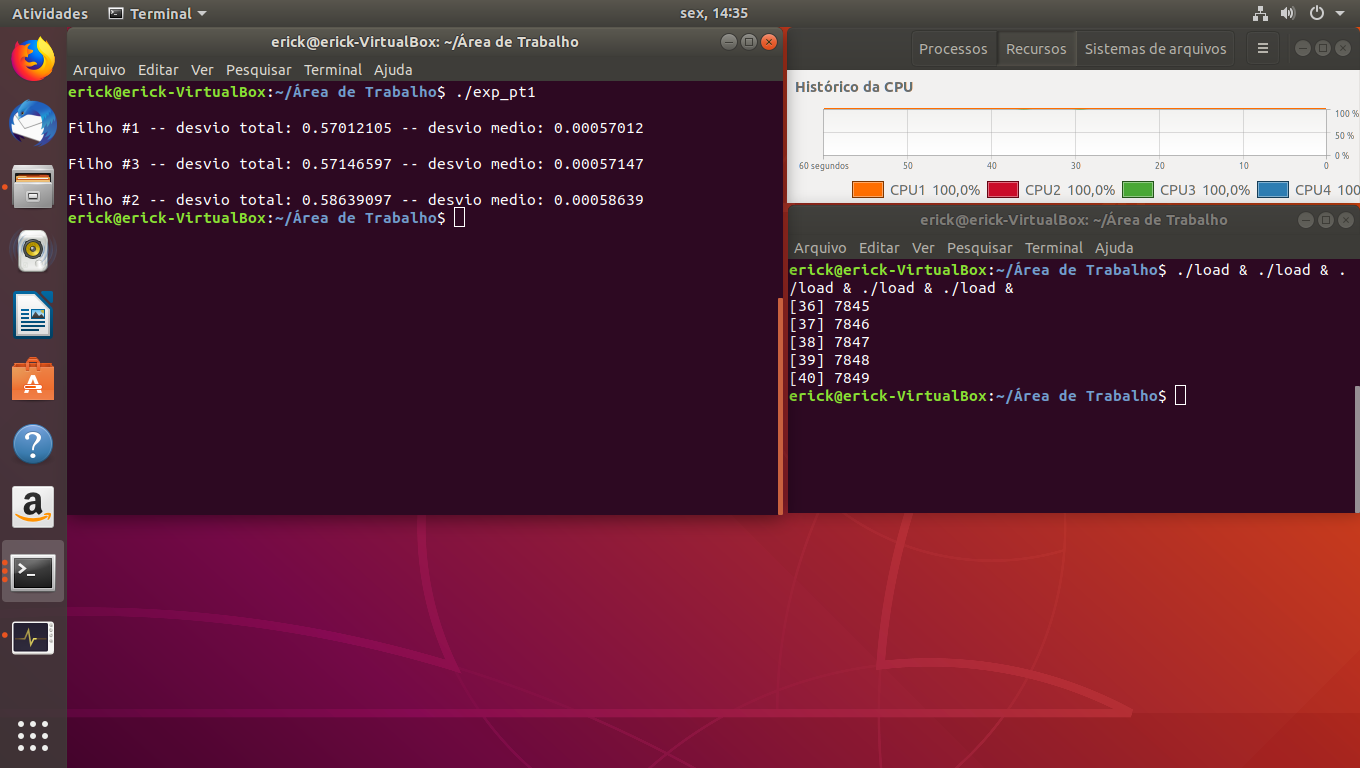 Atividades Terminal sex, 14:35
erick@erick-VirtualBox: ~/Área de Trabalho
Arquivo Editar Ver Pesquisar Terminal Ajuda
erick@erick-VirtualBox:~/Área de Trabalho$ ./exp_pt1
Filho #1 -- desvio total: 0.57012105 -- desvio medio: 0.00057012
Filho #3 -- desvio total: 0.57146597 -- desvio medio: 0.00057147
Filho #2 -- desvio total: 0.58639097 -- desvio medio: 0.00058639
erick@erick-VirtualBox:~/Área de Trabalho$
Processos Recursos Sistemas de arquivos
Histórico da CPU
100 %
50 %
0 %
60 segundos 50 40 30 20 10 0
CPU1 100,0% CPU2 100,0% CPU3 100,0% CPU4 100
erick@erick-VirtualBox: ~/Área de Trabalho
Arquivo Editar Ver Pesquisar Terminal Ajuda
erick@erick-VirtualBox:~/Área de Trabalho$ ./load & ./load & .
/load & ./load & ./load &
[36] 7845
[37] 7846
[38] 7847
[39] 7848
[40] 7849
erick@erick-VirtualBox:~/Área de Trabalho$